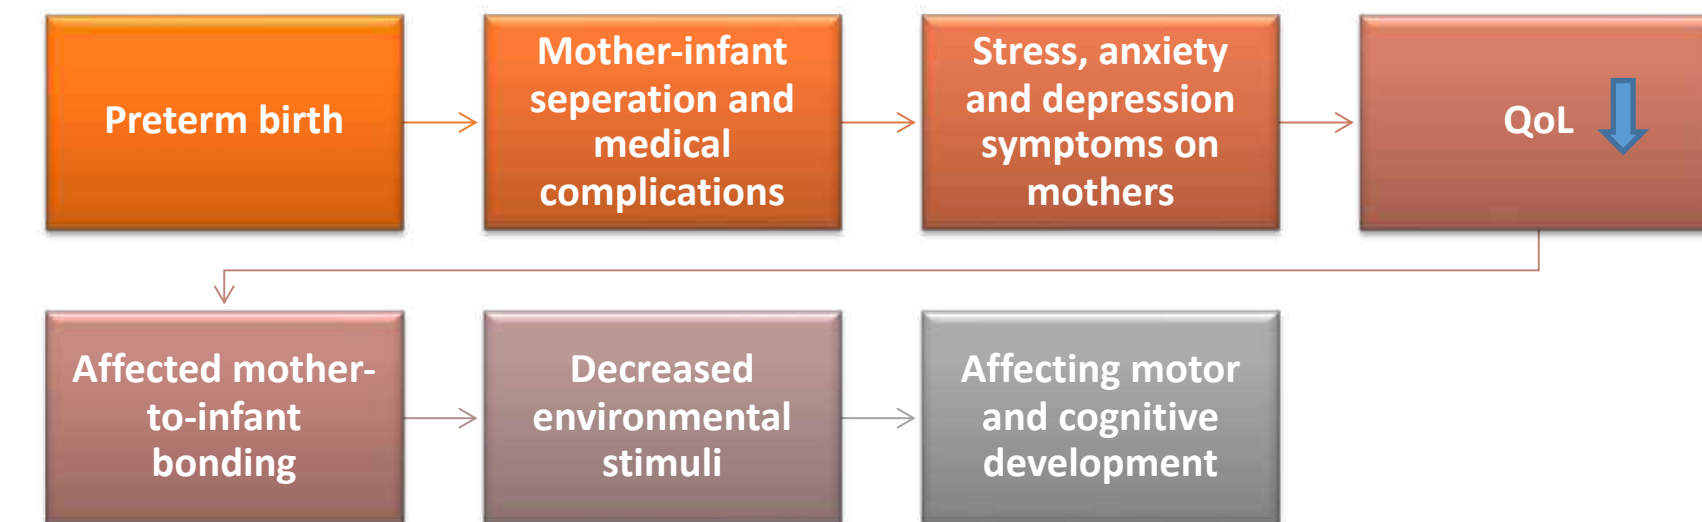 Preterm birth
Mother-infant
seperation and
medical
complications
Stress, anxiety
and depression
symptoms on
mothers
QoL
Affected mother-
to-infant
bonding
Decreased
environmental
stimuli
Affecting motor
and cognitive
development